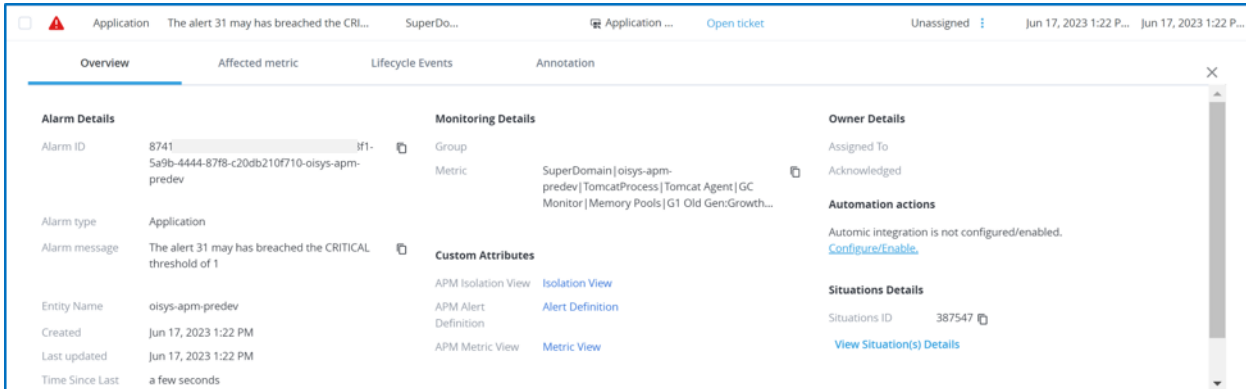 Application The alert 31 may has breached the CRI... SuperDo... Application ... Open ticket Unassigned Jun 17, 2023 1:22 P... Jun 17, 2023 1:22 P...
Overview Affected metric Lifecycle Events Annotation
Alarm Details
Alarm ID 8741 3f1-
5a9b-4444-87f8-c20db210f710-oisys-apm-
predev
Alarm type Application
Alarm message The alert 31 may has breached the CRITICAL
threshold of 1
Entity Name oisys-apm-predev
Created Jun 17, 2023 1:22 PM
Last updated Jun 17, 2023 1:22 PM
Time Since Last a few seconds
Monitoring Details
Group
Metric SuperDomain|oisys-apm-
predev|TomcatProcess|Tomcat Agent|GC
Monitor|Memory Pools|G1 Old Gen:Growth...
Custom Attributes
APM Isolation View Isolation View
APM Alert Alert Definition
Definition
APM Metric View Metric View
Owner Details
Assigned To
Acknowledged
Automation actions
Automic integration is not configured/enabled.
Configure/Enable.
Situations Details
Situations ID 387547
View Situation(s) Details